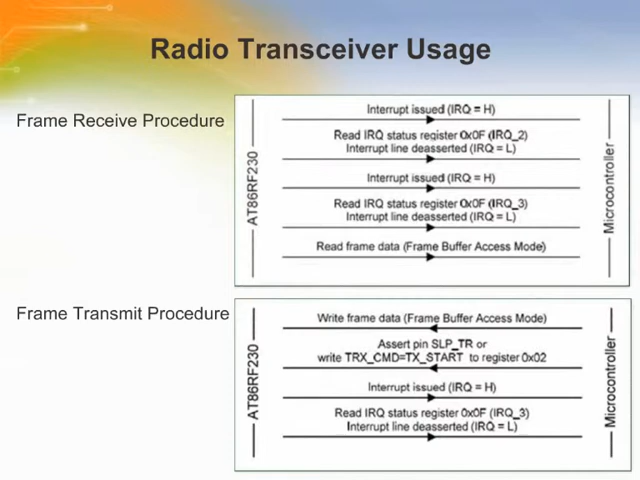 Radio Transceiver Usage
Frame Receive Procedure
AT86RF230
Interrupt issued (IRQ = H)
Read IRQ status register 0x0F (IRQ_2)
Interrupt line deasserted (IRQ = L)
Interrupt issued (IRQ = H)
Read IRQ status register 0x0F (IRQ_3)
Interrupt line deasserted (IRQ = L)
Read frame data (Frame Buffer Access Mode)
Microcontroller
Frame Transmit Procedure
AT86RF230
Write frame data (Frame Buffer Access Mode)
Assert pin SLP_TR or
write TRX_CMD=TX_START to register 0x02
Interrupt issued (IRQ = H)
Read IRQ status register 0x0F (IRQ_3)
Interrupt line deasserted (IRQ = L)
Microcontroller